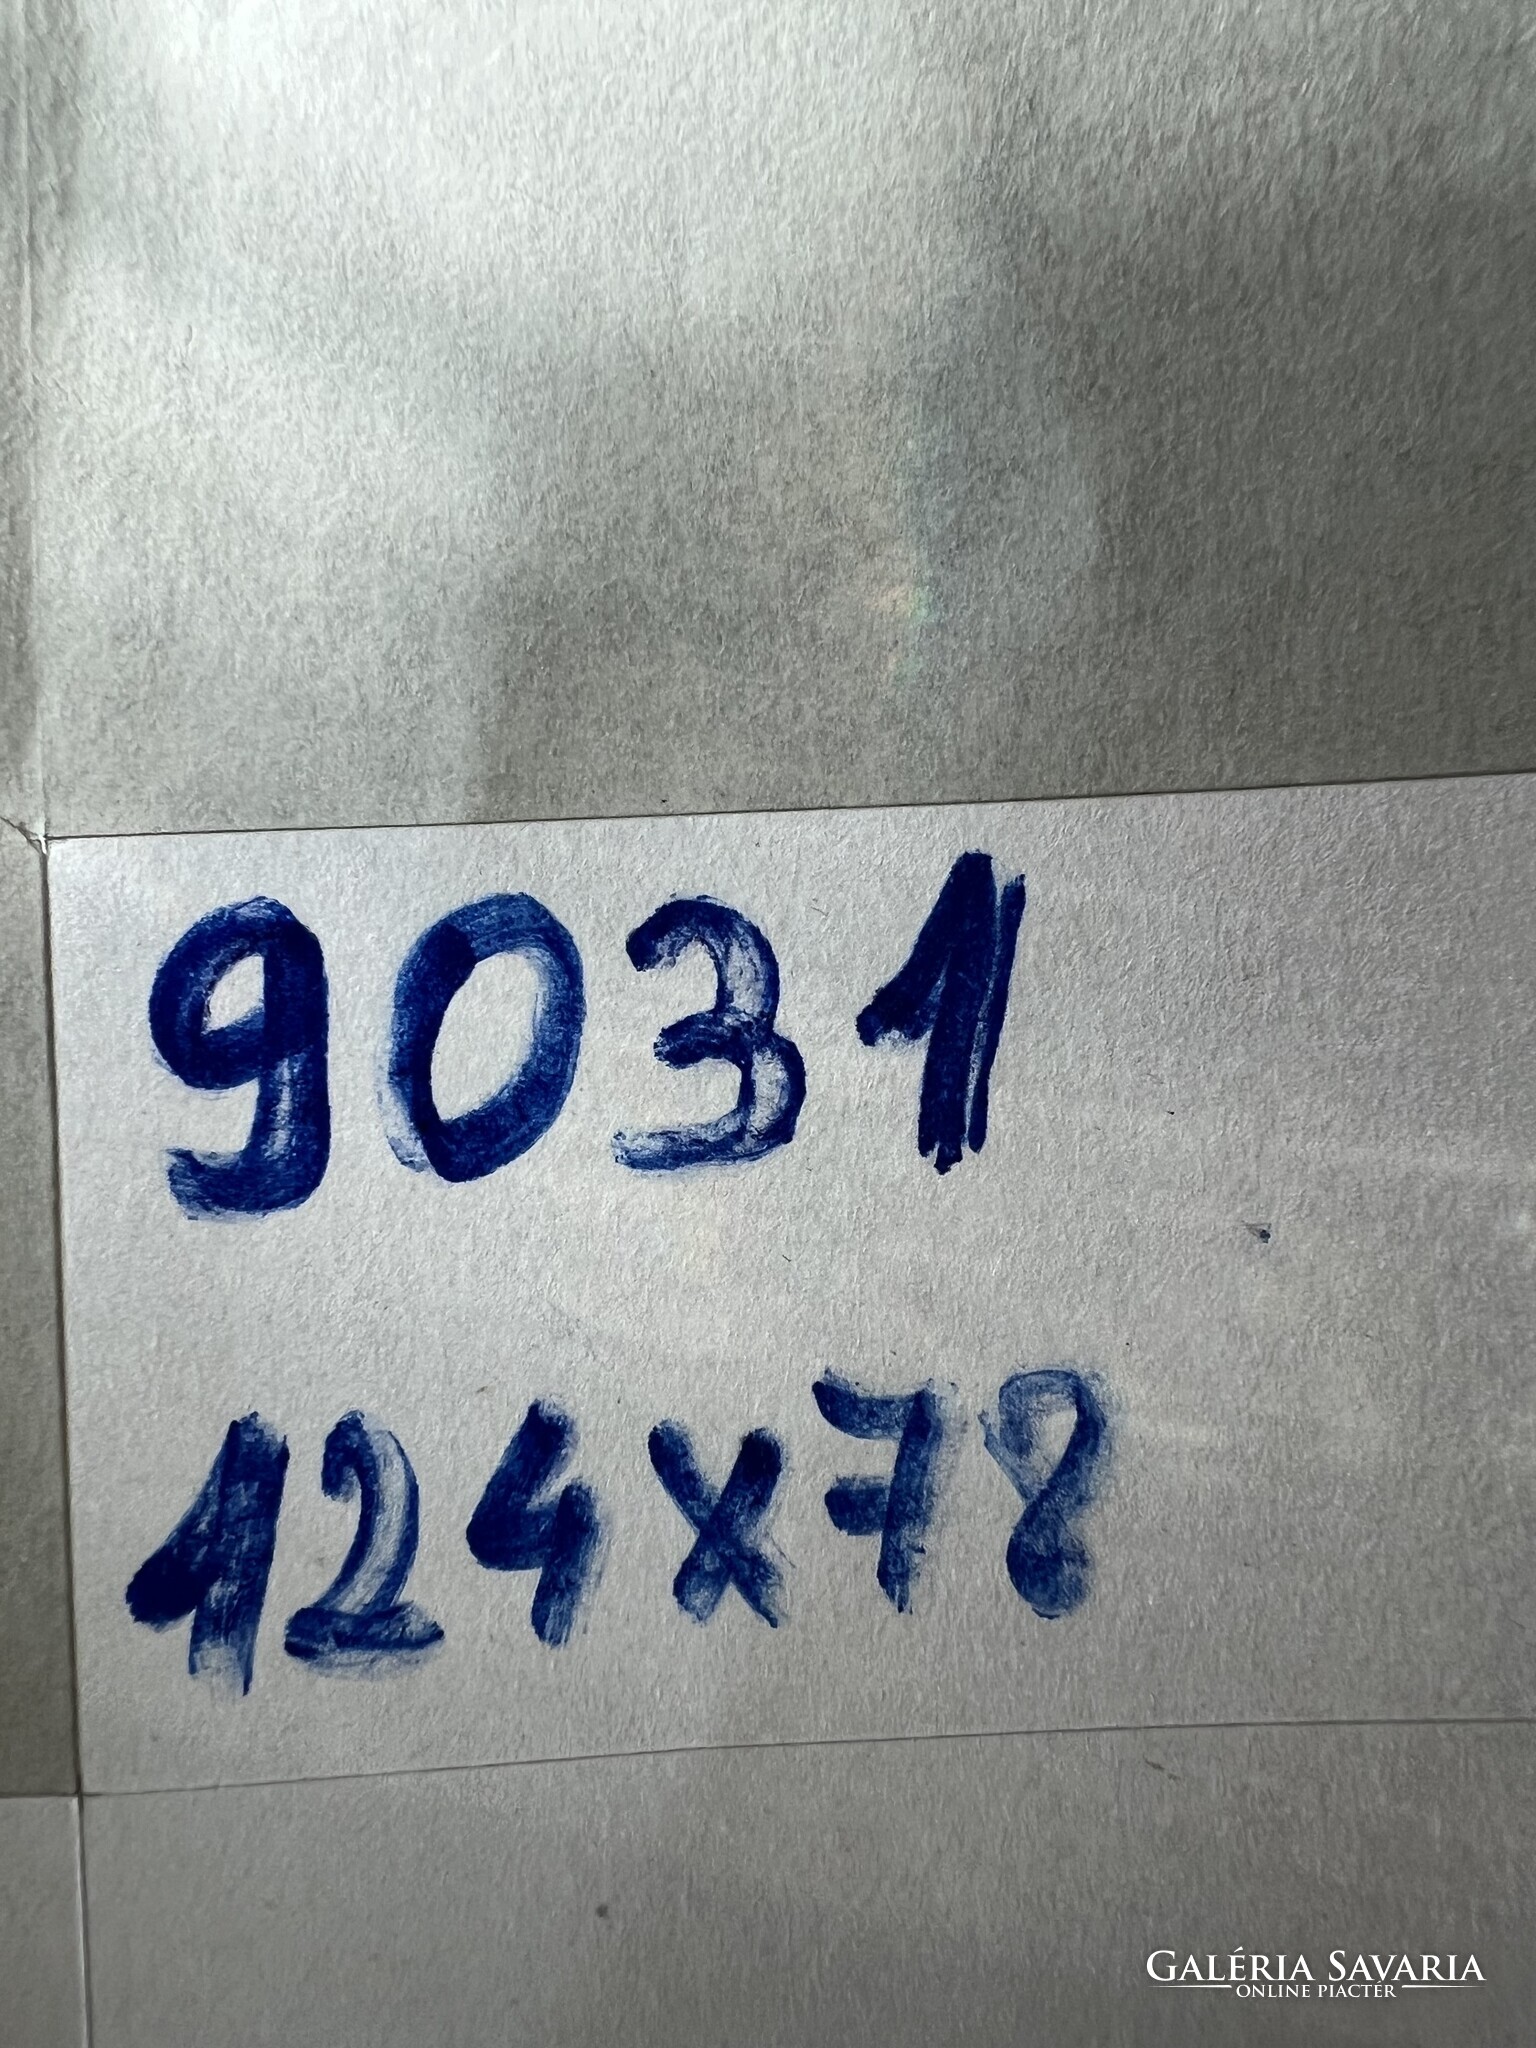 9031
124x78
GALÉRIA SAVARIA
ONLINE PIACTÉR